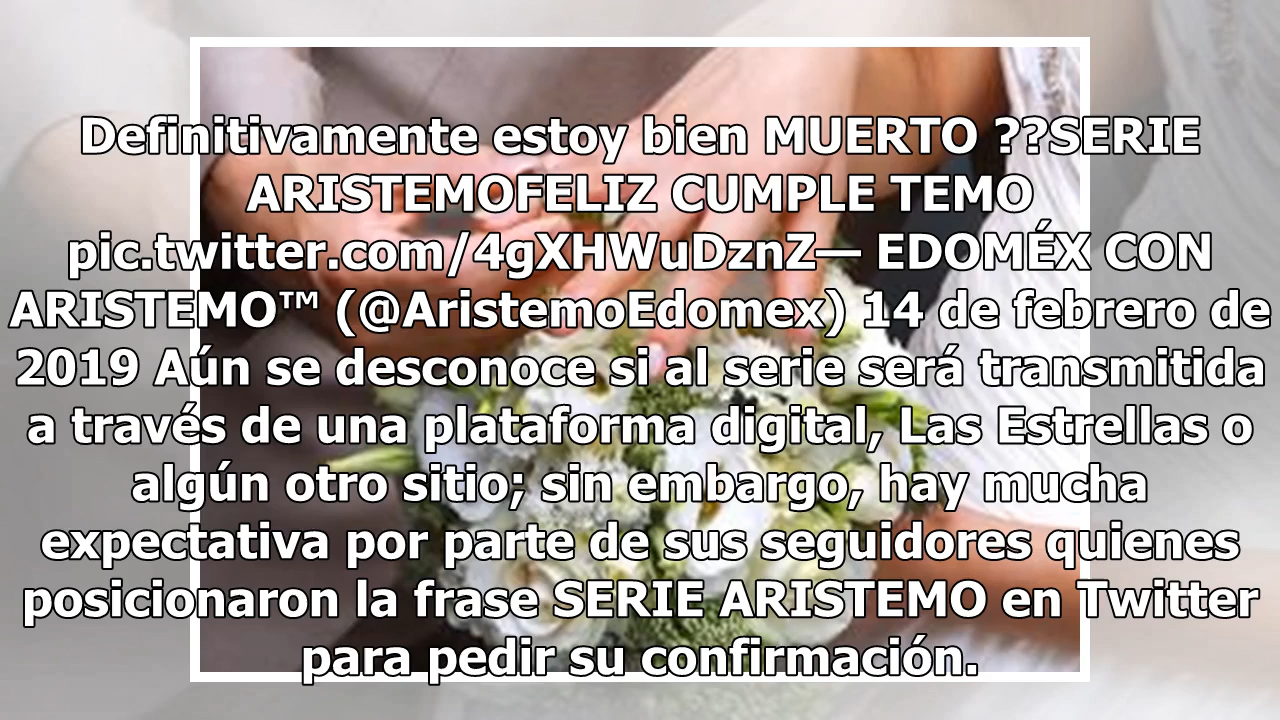 Definitivamente estoy bien MUERTO ??SERIE
ARISTEMOFELIZ CUMPLE TEMO
pic.twitter.com/4gXHWuDznZ— EDOMÉX CON
ARISTEMO™ (@AristemoEdomex) 14 de febrero de
2019 Aún se desconoce si al serie será transmitida
a través de una plataforma digital, Las Estrellas o
algún otro sitio; sin embargo, hay mucha
expectativa por parte de sus seguidores quienes
posicionaron la frase SERIE ARISTEMO en Twitter
para pedir su confirmación.